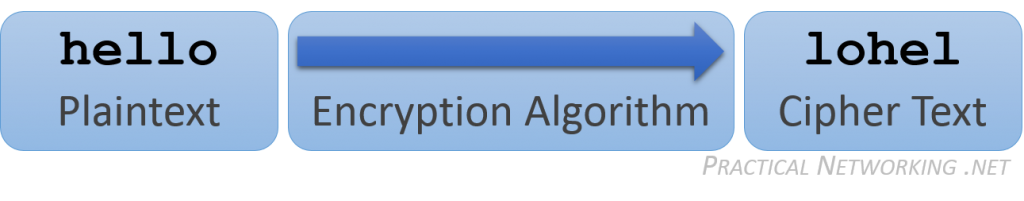 hello
Plaintext
Encryption Algorithm
lohel
Cipher Text
PRACTICAL NETWORKING .NET